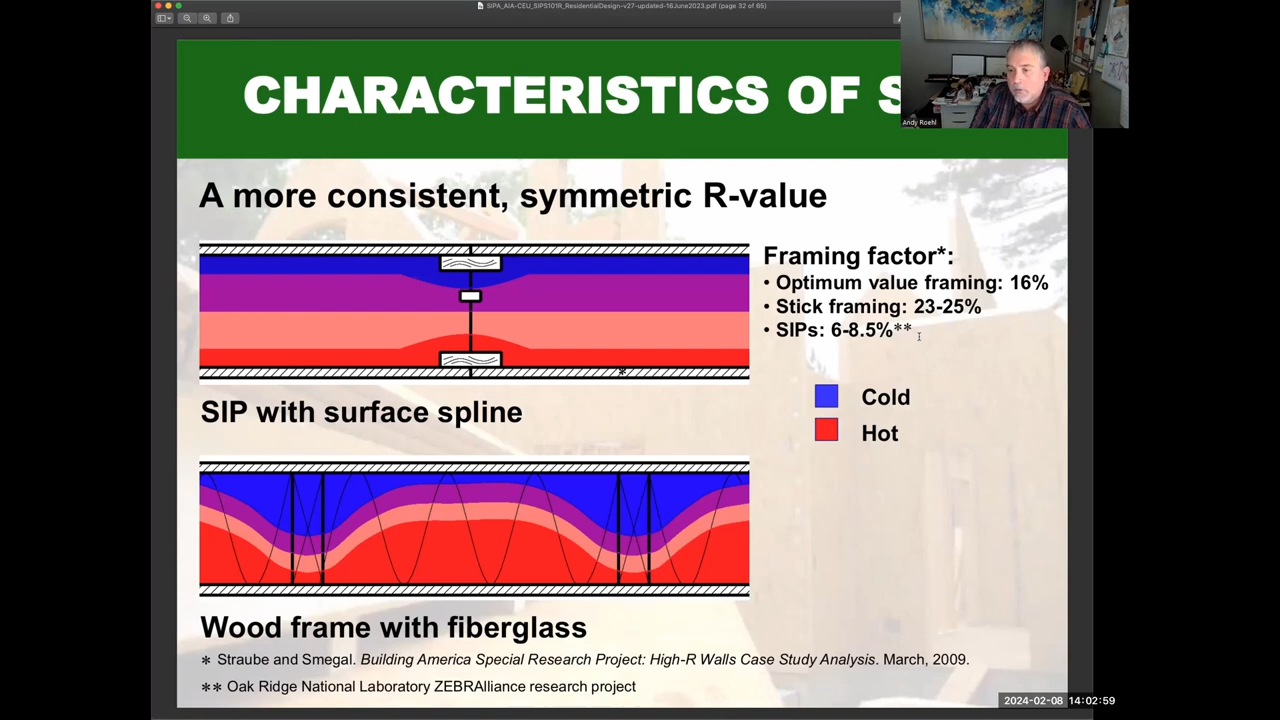 SIPA_AIA-CEU_SIPS101R_ResidentialDesign-v27-updated-16June2023.pdf (page 32 of 65)
CHARACTERISTICS OF S
Andy Roehl
A more consistent, symmetric R-value
Framing factor*:
• Optimum value framing: 16%
• Stick framing: 23-25%
• SIPs: 6-8.5%**
*
Cold
Hot
SIP with surface spline
Wood frame with fiberglass
* Straube and Smegal. Building America Special Research Project: High-R Walls Case Study Analysis. March, 2009.
** Oak Ridge National Laboratory ZEBRAlliance research project
2024-02-08 14:02:59